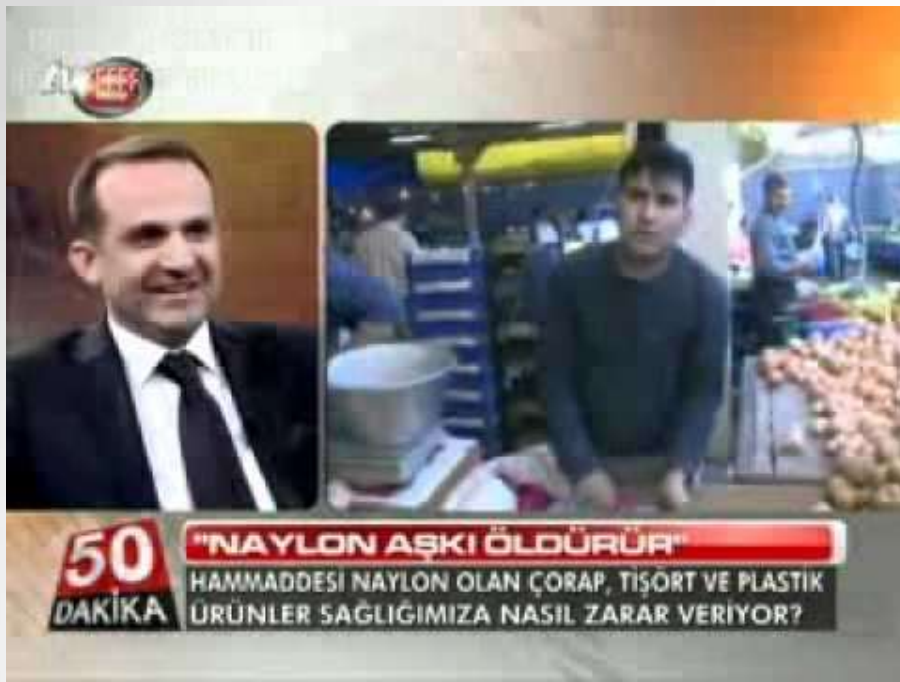 50
DAKİKA
"NAYLON AŞKI ÖLDÜRÜR"
HAMMADDESİ NAYLON OLAN ÇORAP, TİŞÖRT VE PLASTİK
ÜRÜNLER SAĞLIĞIMIZA NASIL ZARAR VERİYOR?